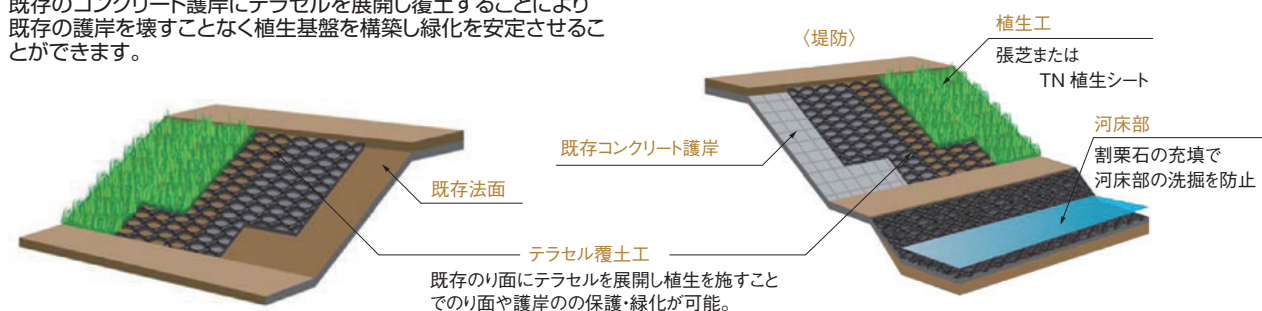 既存のコンクリート護岸にテラセルを展開し覆土することにより
既存の護岸を壊すことなく植生基盤を構築し緑化を安定させるこ
とができます。
〈堤防〉
植生工
張芝または
TN 植生シート
河床部
割栗石の充填で
河床部の洗掘を防止
既存コンクリート護岸
既存法面
テラセル覆土工
既存のり面にテラセルを展開し植生を施すこと
でのり面や護岸のの保護・緑化が可能。